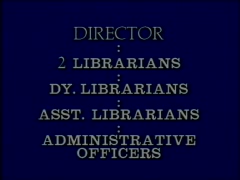 DIRECTOR
:
2 LIBRARIANS
:
DY. LIBRARIANS
:
ASST. LIBRARIANS
:
ADMINISTRATIVE
OFFICERS